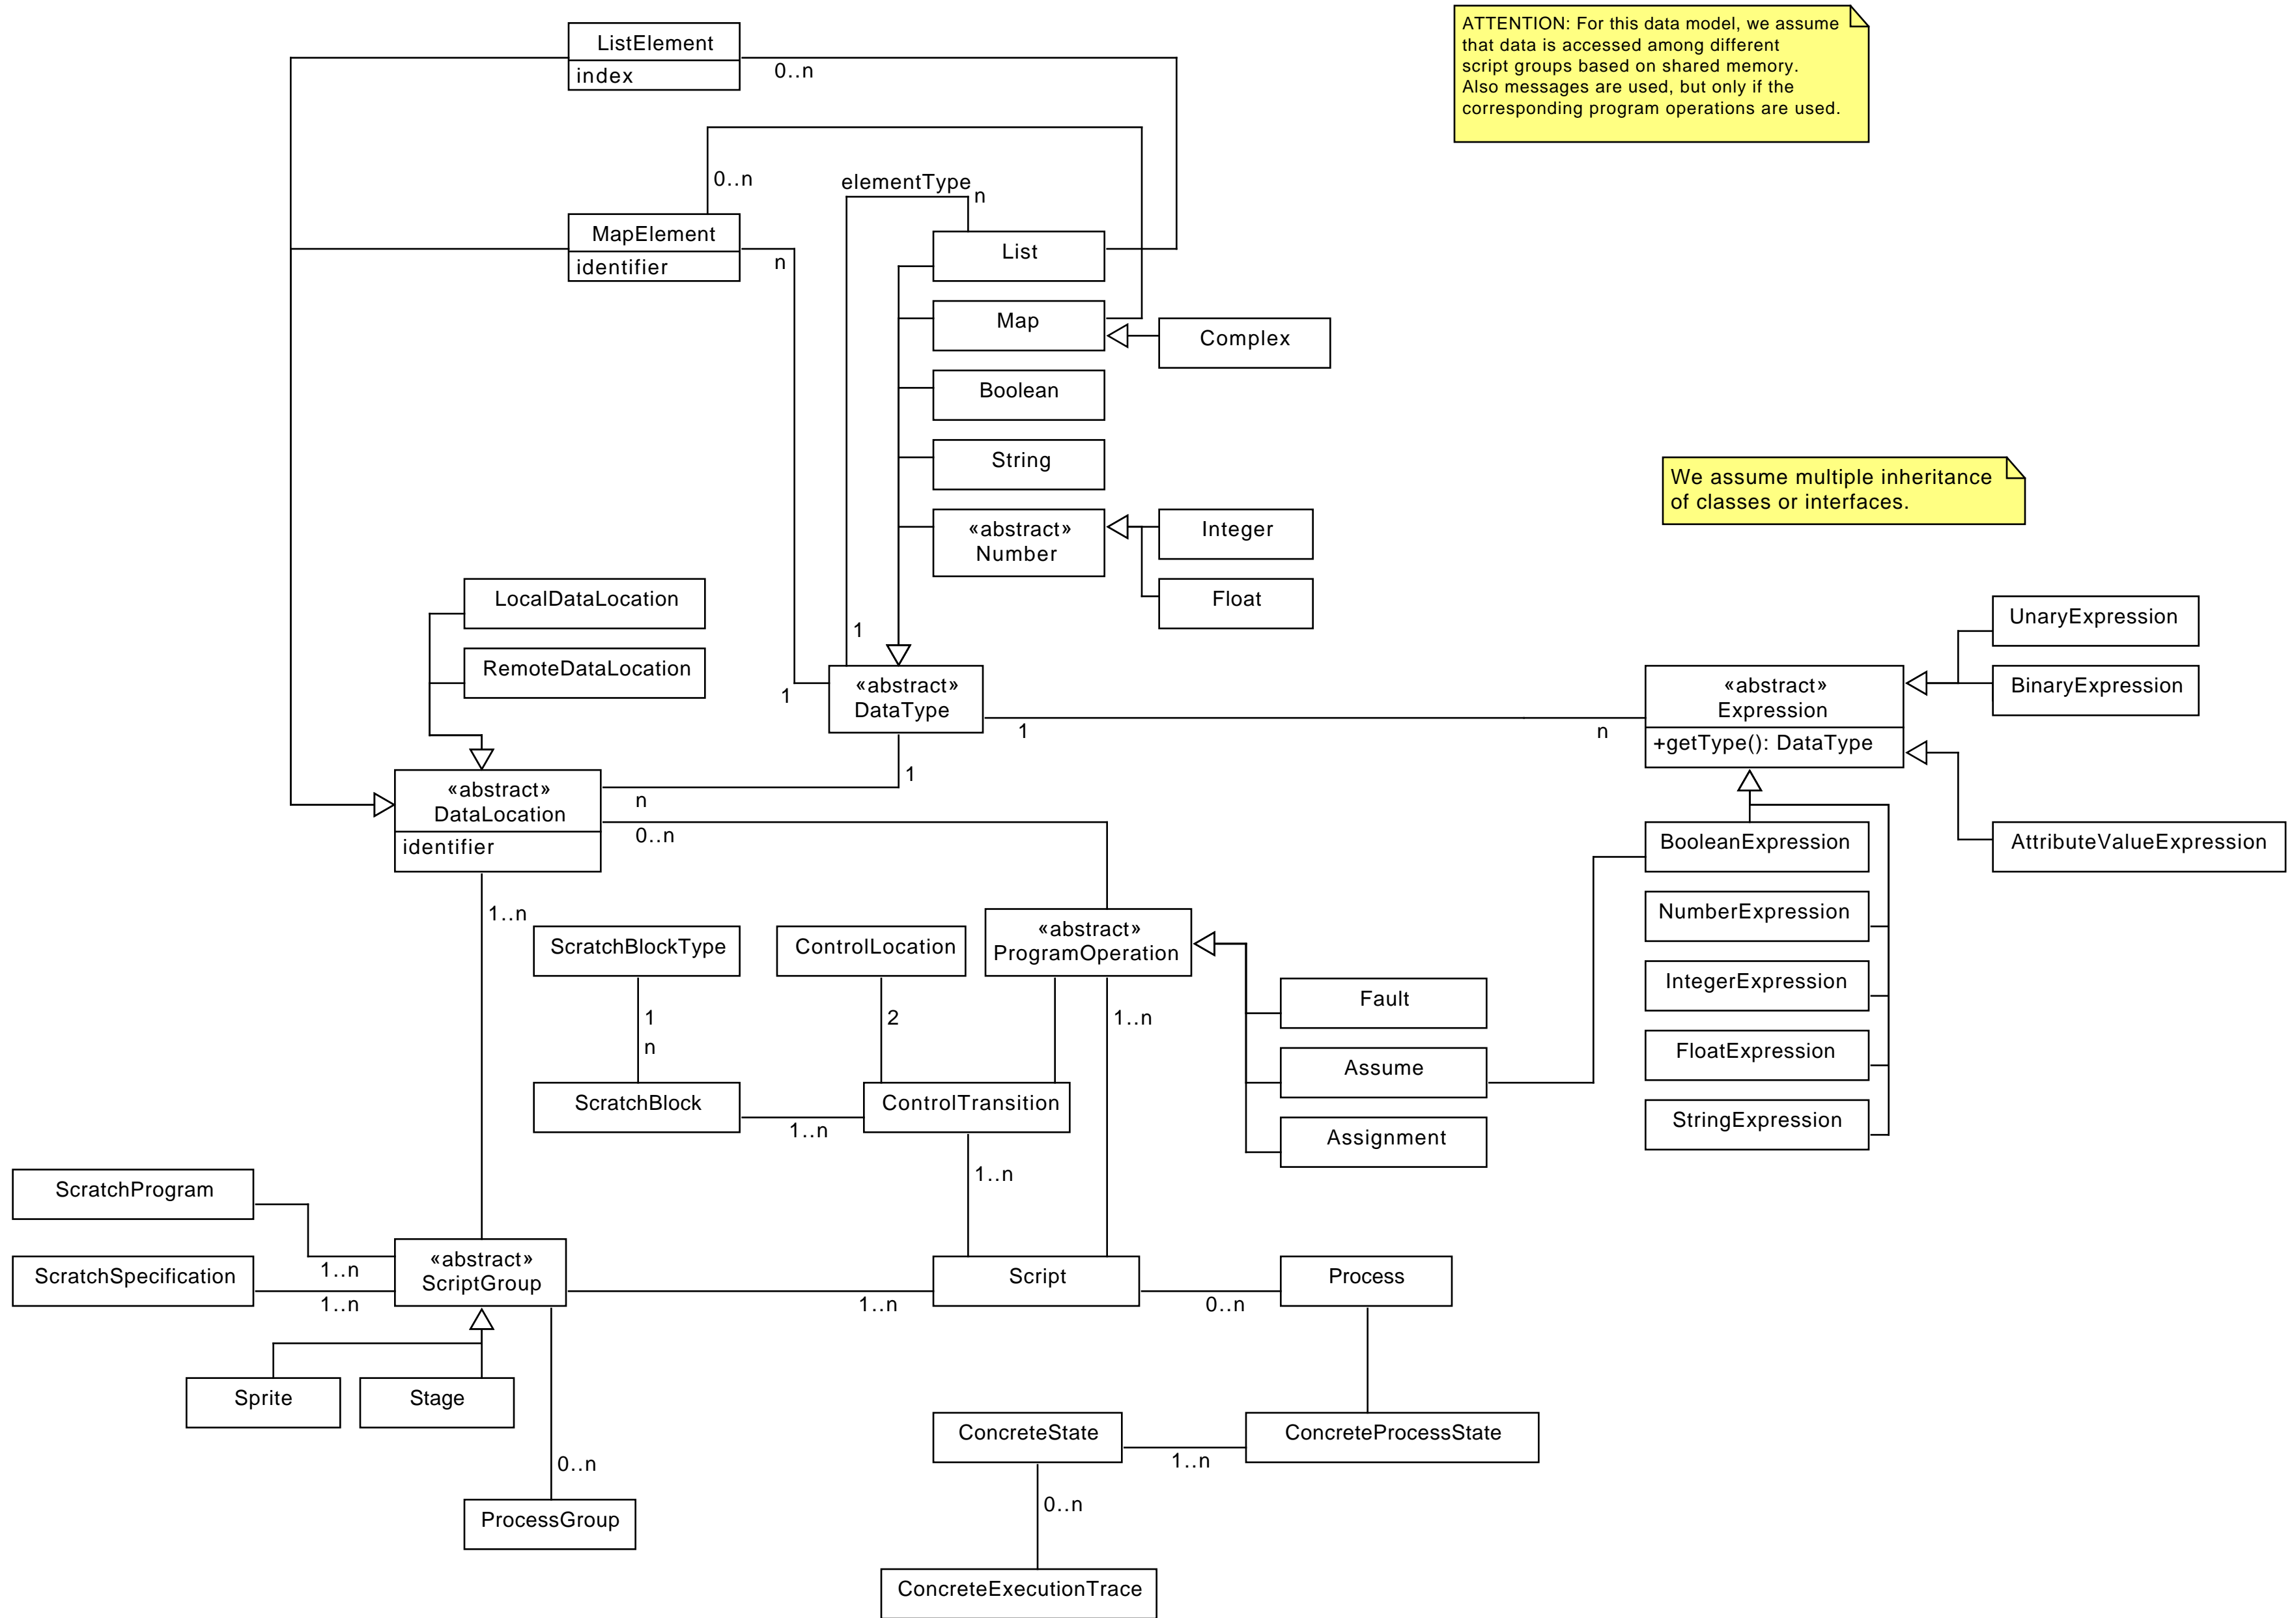 ATTENTION: For this data model, we assume
that data is accessed among different
script groups based on shared memory.
Also messages are used, but only if the
corresponding program operations are used.
ListElement
index
0..n
0..n
elementType
n
MapElement
identifier
n
List
Map
Complex
Boolean
String
We assume multiple inheritance
of classes or interfaces.
«abstract»
Number
Integer
Float
LocalDataLocation
RemoteDataLocation
1
1
«abstract»
DataType
1
n
«abstract»
Expression
+getType(): DataType
UnaryExpression
BinaryExpression
AttributeValueExpression
«abstract»
DataLocation
identifier
1
n
0..n
1..n
BooleanExpression
NumberExpression
IntegerExpression
FloatExpression
StringExpression
ScratchBlockType
ControlLocation
«abstract»
ProgramOperation
1
n
2
1..n
Fault
Assume
Assignment
ScratchBlock
1..n
ControlTransition
1..n
ScratchProgram
1..n
ScratchSpecification
1..n
«abstract»
ScriptGroup
1..n
Script
0..n
Process
Sprite
Stage
0..n
ProcessGroup
ConcreteState
1..n
ConcreteProcessState
0..n
ConcreteExecutionTrace